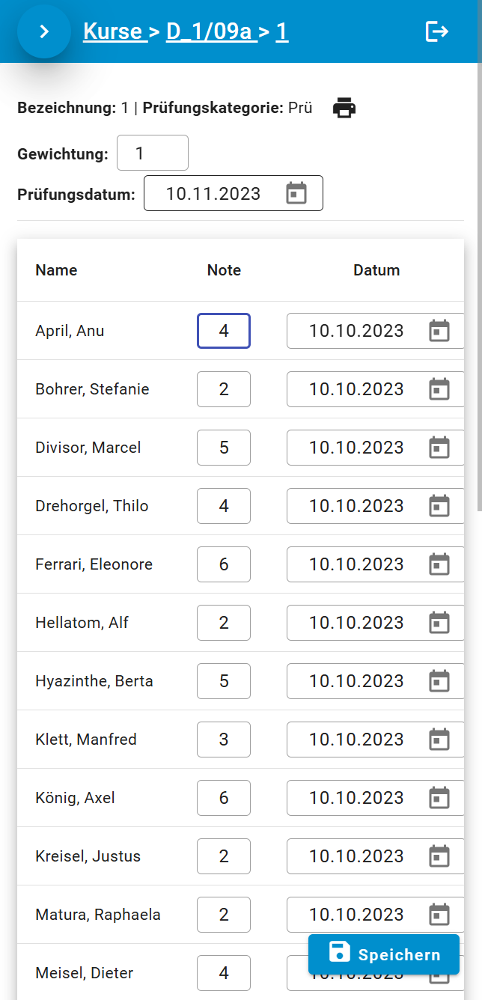 Kurse > D_1/09a > 1
Bezeichnung: 1 | Prüfungskategorie: Prü
Gewichtung: 1
Prüfungsdatum: 10.11.2023
Name Note Datum
April, Anu 4 10.10.2023
Bohrer, Stefanie 2 10.10.2023
Divisor, Marcel 5 10.10.2023
Drehorgel, Thilo 4 10.10.2023
Ferrari, Eleonore 6 10.10.2023
Hellatom, Alf 2 10.10.2023
Hyazinthe, Berta 5 10.10.2023
Klett, Manfred 3 10.10.2023
König, Axel 6 10.10.2023
Kreisel, Justus 2 10.10.2023
Matura, Raphaela 2 10.10.2023
Speichern
Meisel, Dieter 4 10.10.2023